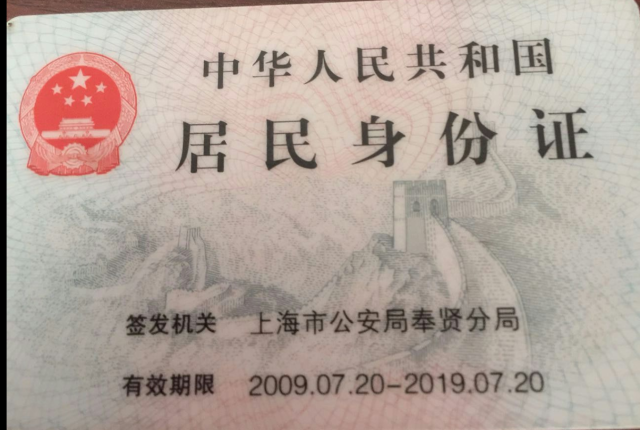 中华人民共和国
居民身份证
签发机关 上海市公安局奉贤分局
有效期限 2009.07.20-2019.07.20